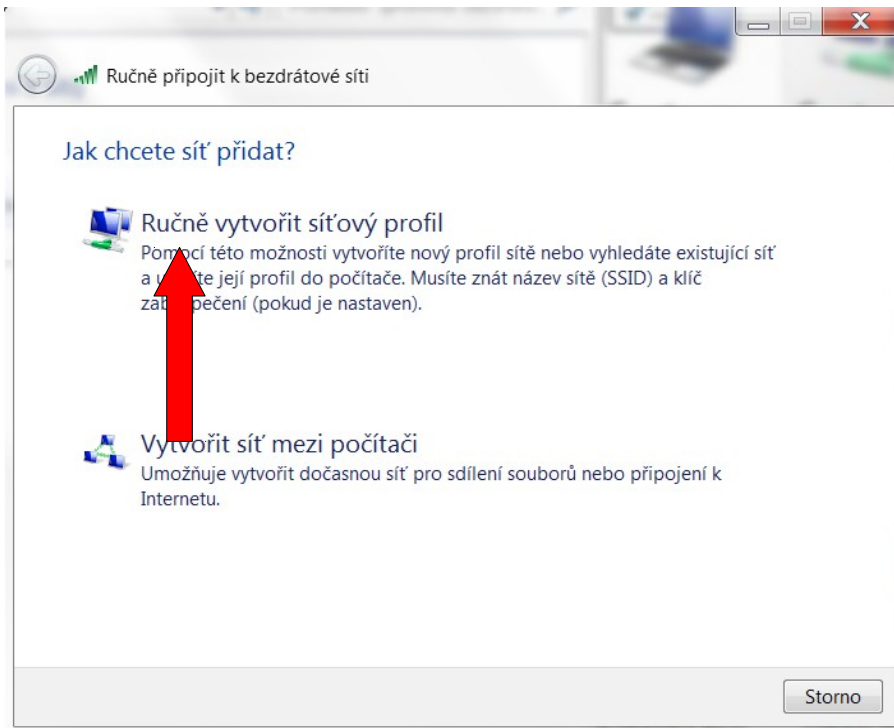 Ručně připojit k bezdrátové síti
Jak chcete síť přidat?
Ručně vytvořit síťový profil
Pomocí této možnosti vytvoříte nový profil sítě nebo vyhledáte existující síť
a uložíte její profil do počítače. Musíte znát název sítě (SSID) a klíč
zabezpečení (pokud je nastaven).
Vytvořit síť mezi počítači
Umožňuje vytvořit dočasnou síť pro sdílení souborů nebo připojení k
Internetu.
Storno